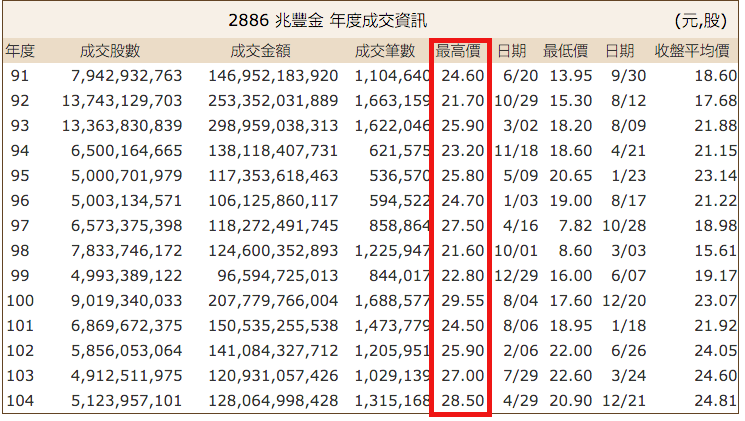 2886 兆豐金 年度成交資訊 (元,股)
年度 成交股數 成交金額 成交筆數 最高價 日期 最低價 日期 收盤平均價
91 7,942,932,763 146,952,183,920 1,104,640 24.60 6/20 13.95 9/30 18.60
92 13,743,129,703 253,352,031,889 1,663,159 21.70 10/29 15.30 8/12 17.68
93 13,363,830,839 298,959,038,313 1,622,046 25.90 3/02 18.20 8/09 21.88
94 6,500,164,665 138,118,407,731 621,575 23.20 11/18 18.60 4/21 21.15
95 5,000,701,979 117,353,618,463 536,570 25.80 5/09 20.65 1/23 23.14
96 5,003,134,571 106,125,860,117 594,522 24.70 1/03 19.00 8/17 21.22
97 6,573,375,398 118,272,491,745 858,864 27.50 4/16 7.82 10/28 18.98
98 7,833,746,172 124,600,352,893 1,225,947 21.60 10/01 8.60 3/03 15.61
99 4,993,389,122 96,594,725,013 844,017 22.80 12/29 16.00 6/07 19.17
100 9,019,340,033 207,779,766,004 1,688,577 29.55 8/04 17.60 12/20 23.07
101 6,869,672,375 150,535,255,538 1,473,779 24.50 8/06 18.95 1/18 21.92
102 5,856,053,064 141,084,327,712 1,205,951 25.90 2/06 22.00 6/26 24.05
103 4,912,511,975 120,931,057,426 1,029,139 27.00 7/29 22.60 3/24 24.60
104 5,123,957,101 128,064,998,428 1,315,168 28.50 4/29 20.90 12/21 24.81